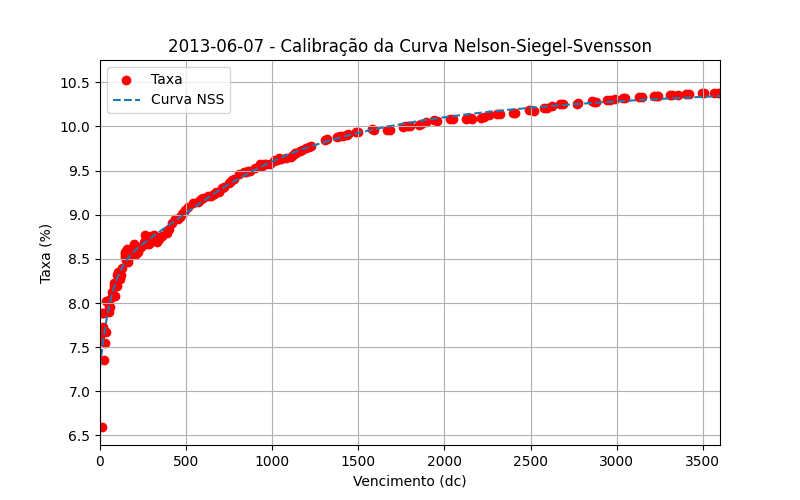 2013-06-07 - Calibração da Curva Nelson-Siegel-Svensson
Taxa
Curva NSS
Taxa (%)
10.5
10.0
9.5
9.0
8.5
8.0
7.5
7.0
6.5
0 500 1000 1500 2000 2500 3000 3500
Vencimento (dc)